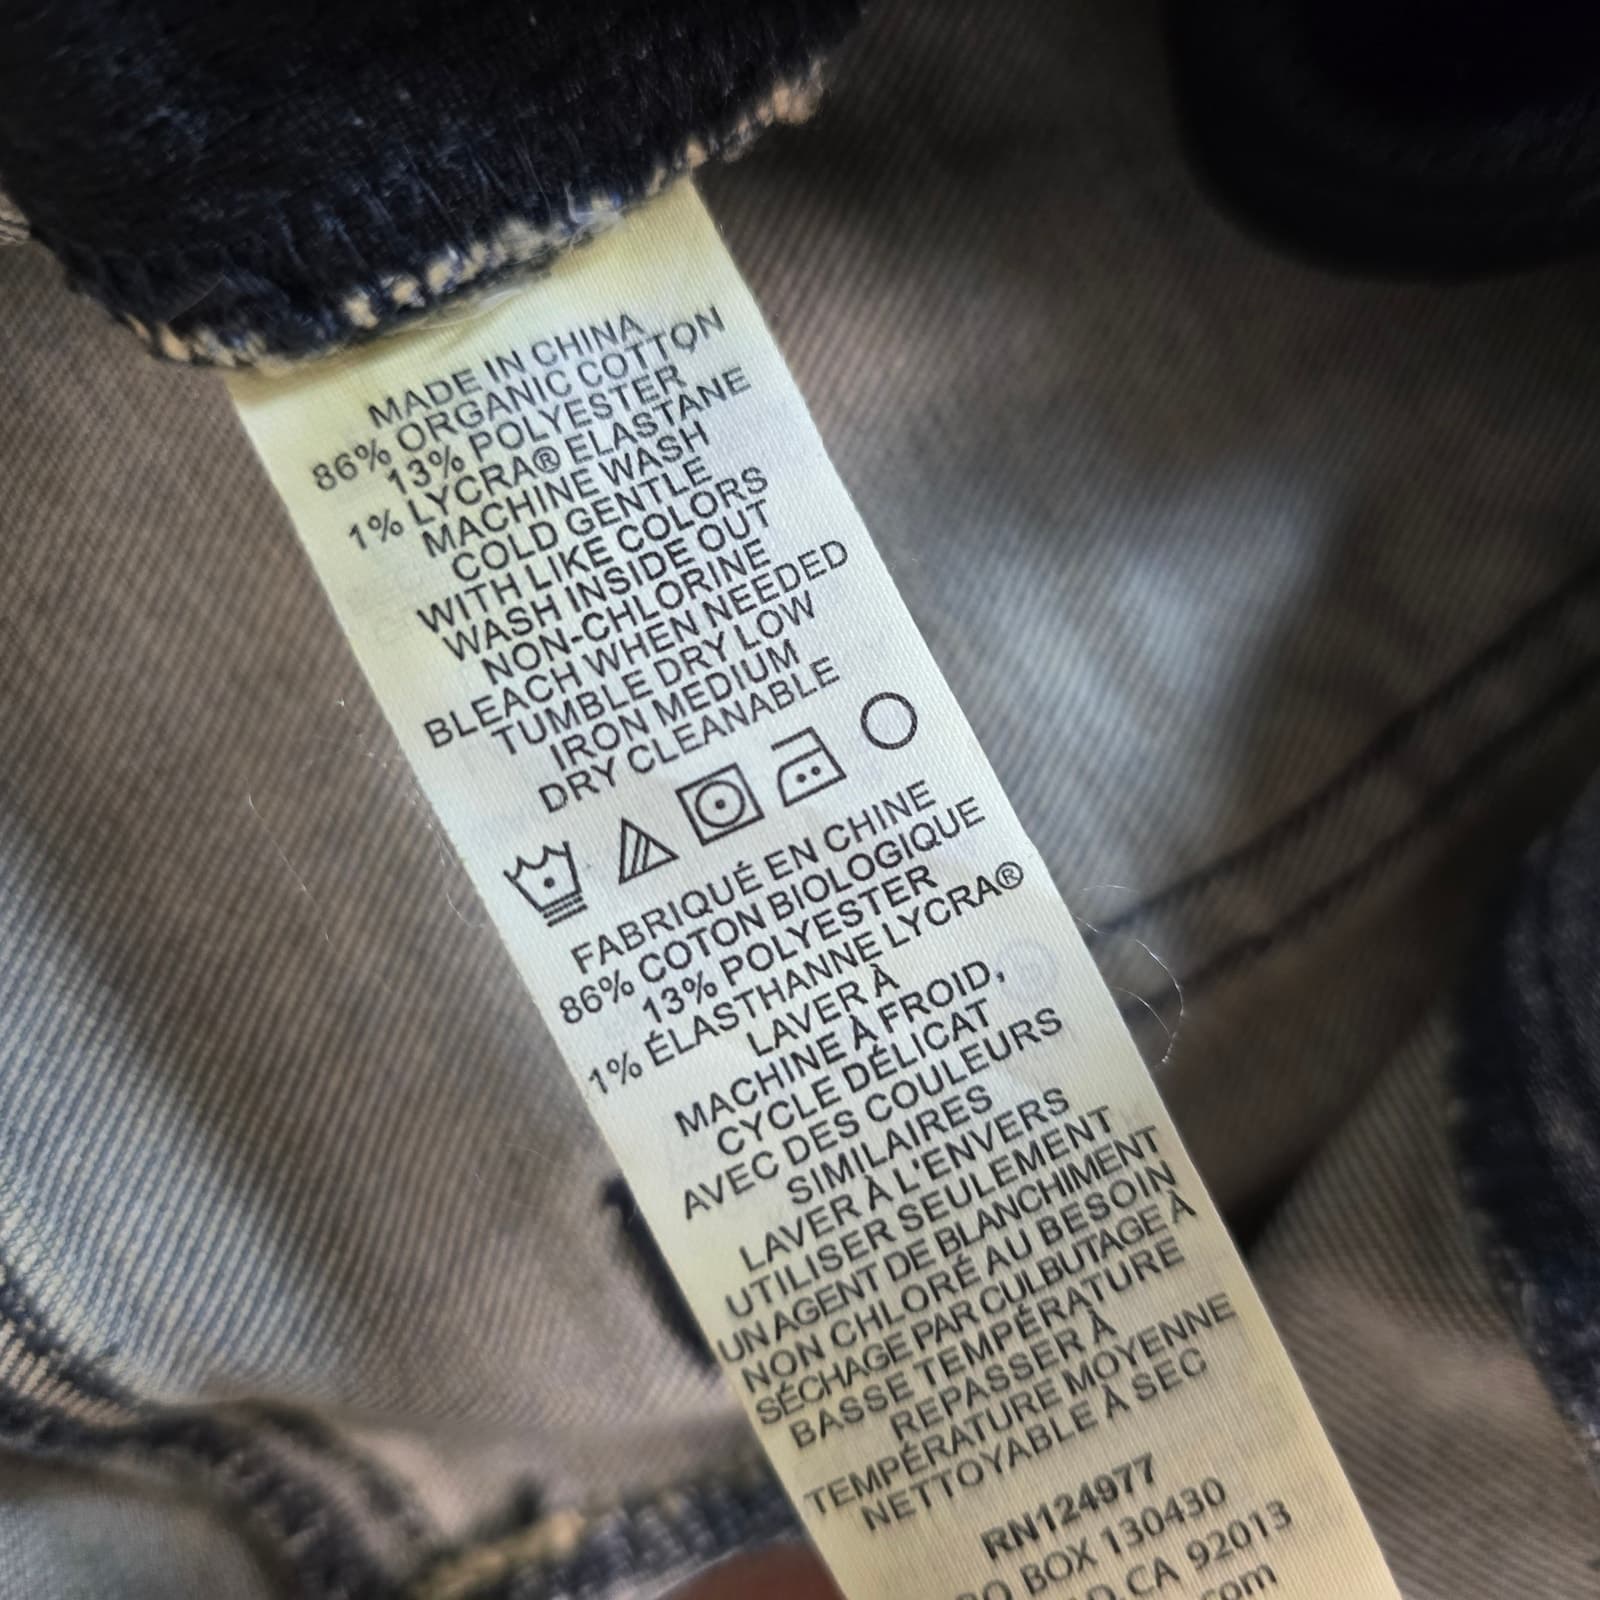 MADE IN CHINA
86% ORGANIC COTTON
13% POLYESTER
1% LYCRA® ELASTANE
MACHINE WASH
COLD GENTLE
WITH LIKE COLORS
WASH INSIDE OUT
NON-CHLORINE
BLEACH WHEN NEEDED
TUMBLE DRY LOW
IRON MEDIUM
DRY CLEANABLE
FABRIQUÉ EN CHINE
86% COTON BIOLOGIQUE
13% POLYESTER
1% ÉLASTHANNE LYCRA®
LAVER À
MACHINE À FROID,
CYCLE DÉLICAT
AVEC DES COULEURS
SIMILAIRES
LAVER À L'ENVERS
UTILISER SEULEMENT
UN AGENT DE BLANCHIMENT
NON CHLORÉ AU BESOIN
SÉCHAGE PAR CULBUTAGE À
BASSE TEMPÉRATURE
REPASSER À
TEMPÉRATURE MOYENNE
NETTOYABLE À SEC
RN124977
BOX 130430
CA 92013
.com